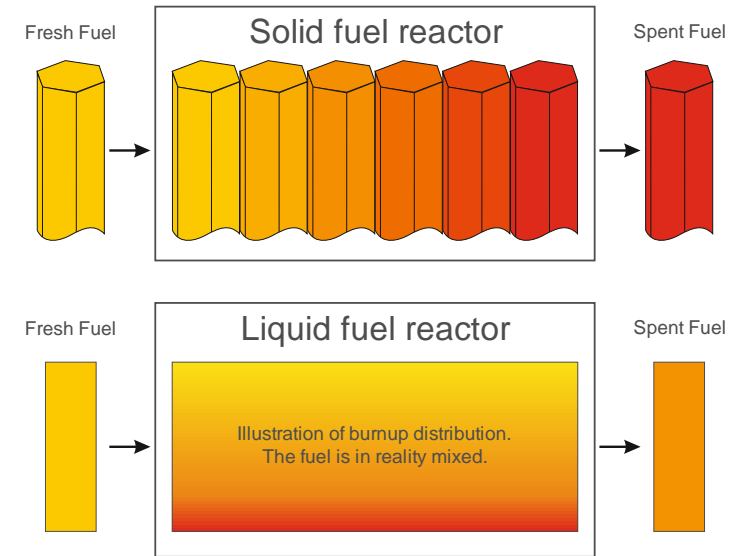 Fresh Fuel
Solid fuel reactor
Spent Fuel
Fresh Fuel
Liquid fuel reactor
Spent Fuel
Illustration of burnup distribution.
The fuel is in reality mixed.